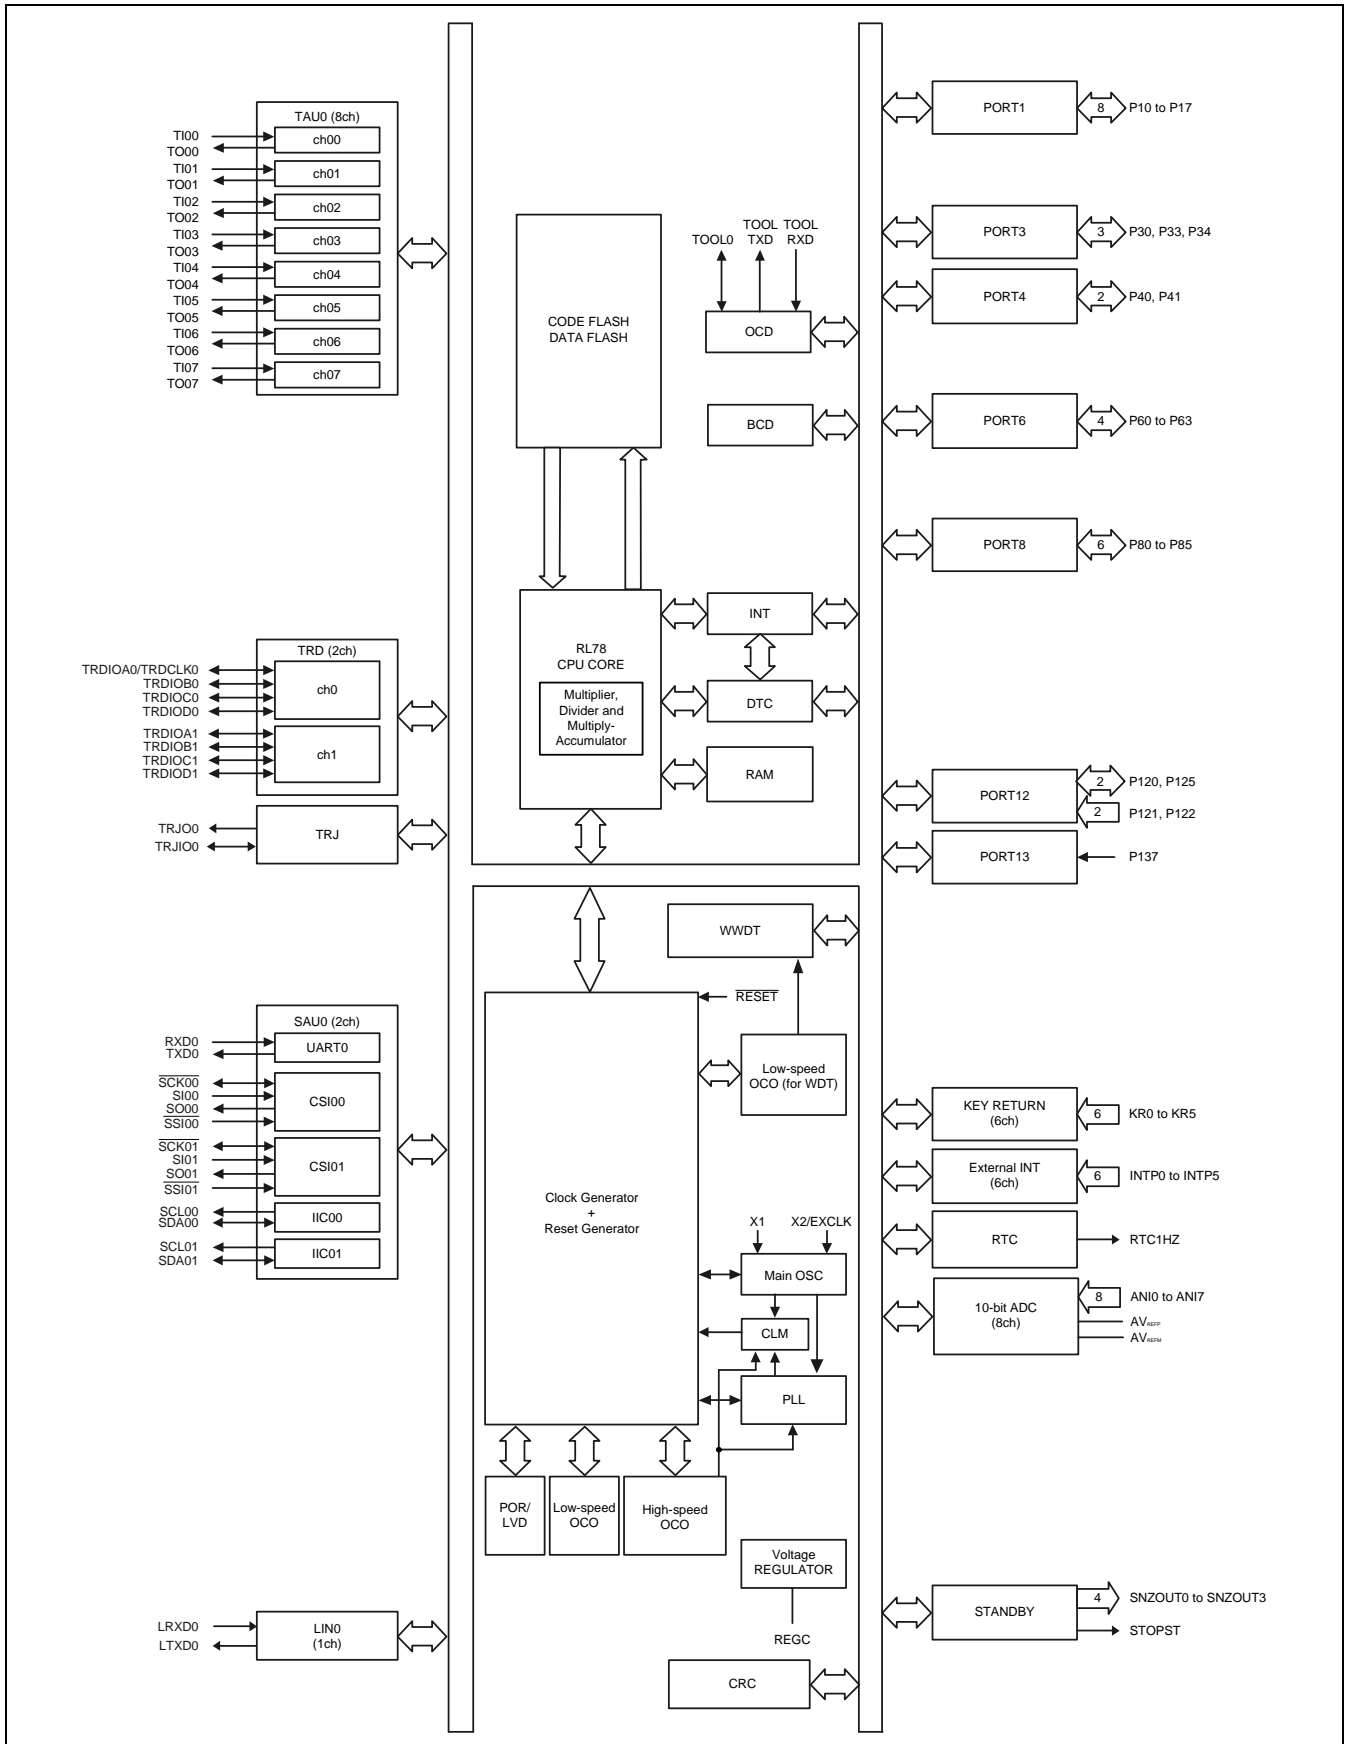 TAU0 (8ch)
TI00
TO00
ch00
TI01
TO01
ch01
TI02
TO02
ch02
TI03
TO03
ch03
TI04
TO04
ch04
TI05
TO05
ch05
TI06
TO06
ch06
TI07
TO07
ch07
TRD (2ch)
TRDIOA0/TRDCLK0
TRDIOB0
TRDIOC0
TRDIOD0
ch0
TRDIOA1
TRDIOB1
TRDIOC1
TRDIOD1
ch1
TRJO0
TRJIO0
TRJ
SAU0 (2ch)
RXD0
TXD0
UART0
SCK00
SI00
SO00
SSI00
CSI00
SCK01
SI01
SO01
SSI01
CSI01
SCL00
SDA00
IIC00
SCL01
SDA01
IIC01
LRXD0
LTXD0
LIN0
(1ch)
CODE FLASH
DATA FLASH
TOOL0
TOOL
TXD
TOOL
RXD
OCD
BCD
RL78
CPU CORE
Multiplier,
Divider and
Multiply-
Accumulator
INT
DTC
RAM
WWDT
RESET
Low-speed
OCO (for WDT)
Clock Generator
+
Reset Generator
X1
X2/EXCLK
Main OSC
CLM
PLL
POR/
LVD
Low-speed
OCO
High-speed
OCO
Voltage
REGULATOR
REGC
CRC
PORT1
8
P10 to P17
PORT3
3
P30, P33, P34
PORT4
2
P40, P41
PORT6
4
P60 to P63
PORT8
6
P80 to P85
PORT12
2
P120, P125
2
P121, P122
PORT13
P137
KEY RETURN
(6ch)
6
KR0 to KR5
External INT
(6ch)
6
INTP0 to INTP5
RTC
RTC1HZ
10-bit ADC
(8ch)
8
ANI0 to ANI7
AVREFP
AVREFM
STANDBY
4
SNZOUT0 to SNZOUT3
STOPST